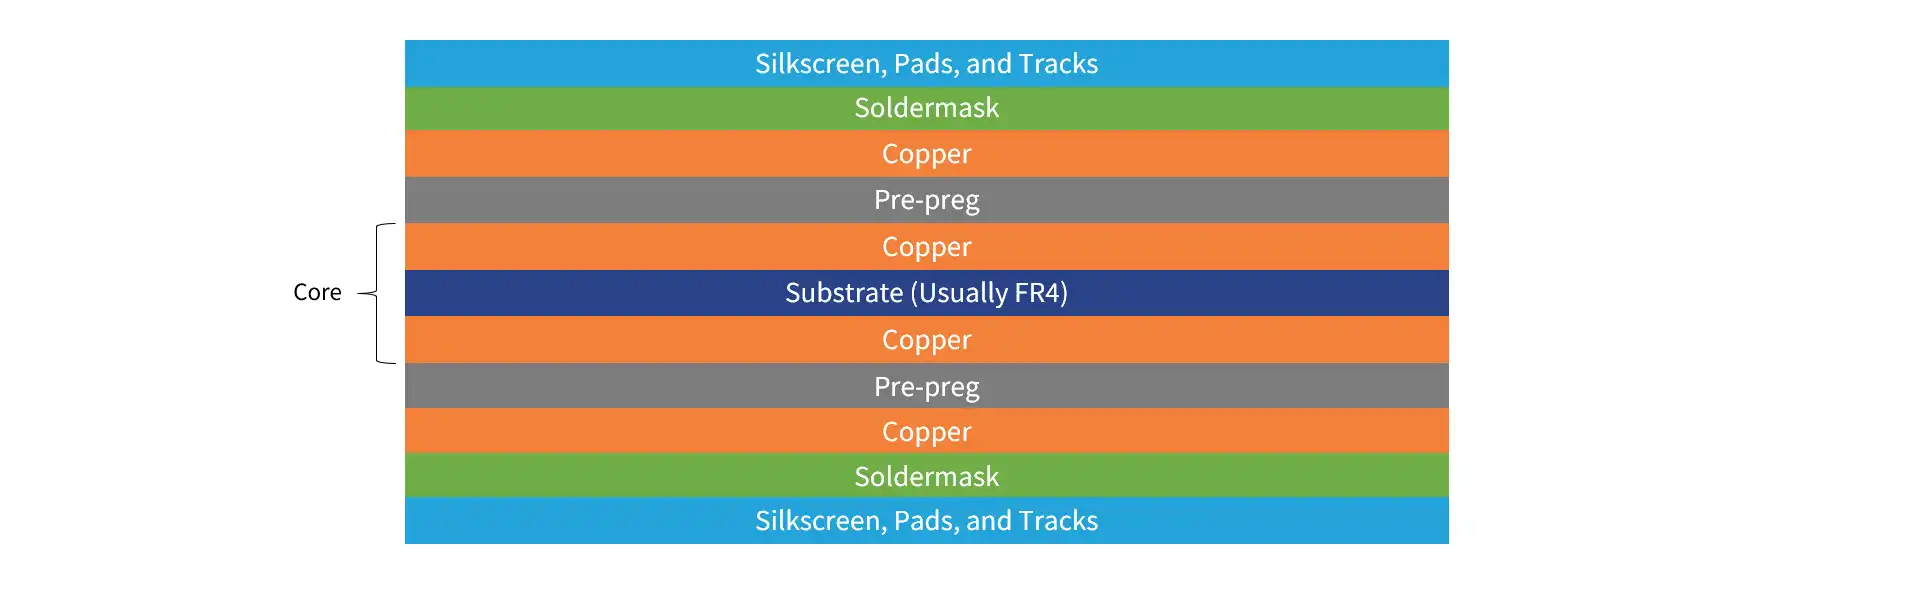 Silkscreen, Pads, and Tracks
Soldermask
Copper
Pre-preg
Copper
Core
Substrate (Usually FR4)
Copper
Pre-preg
Copper
Soldermask
Silkscreen, Pads, and Tracks